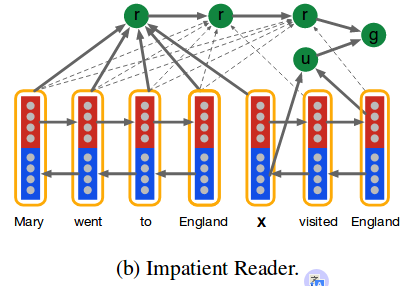 r r r g
u
Mary went to England X visited England
(b) Impatient Reader.